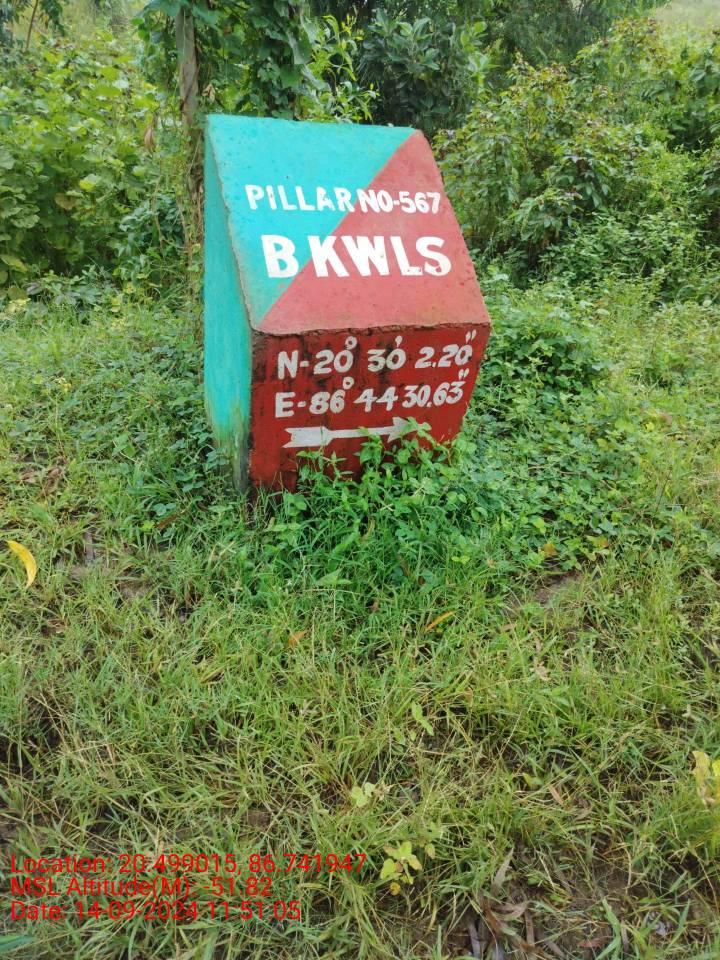 PILLAR NO-567
BKWLS
N-20° 30' 2.20"
E-86° 44 30.63"
Location: 20.499015, 86.741947
MSL Altitude(M): -51.82
Date: 14-09-2024 11:51:05